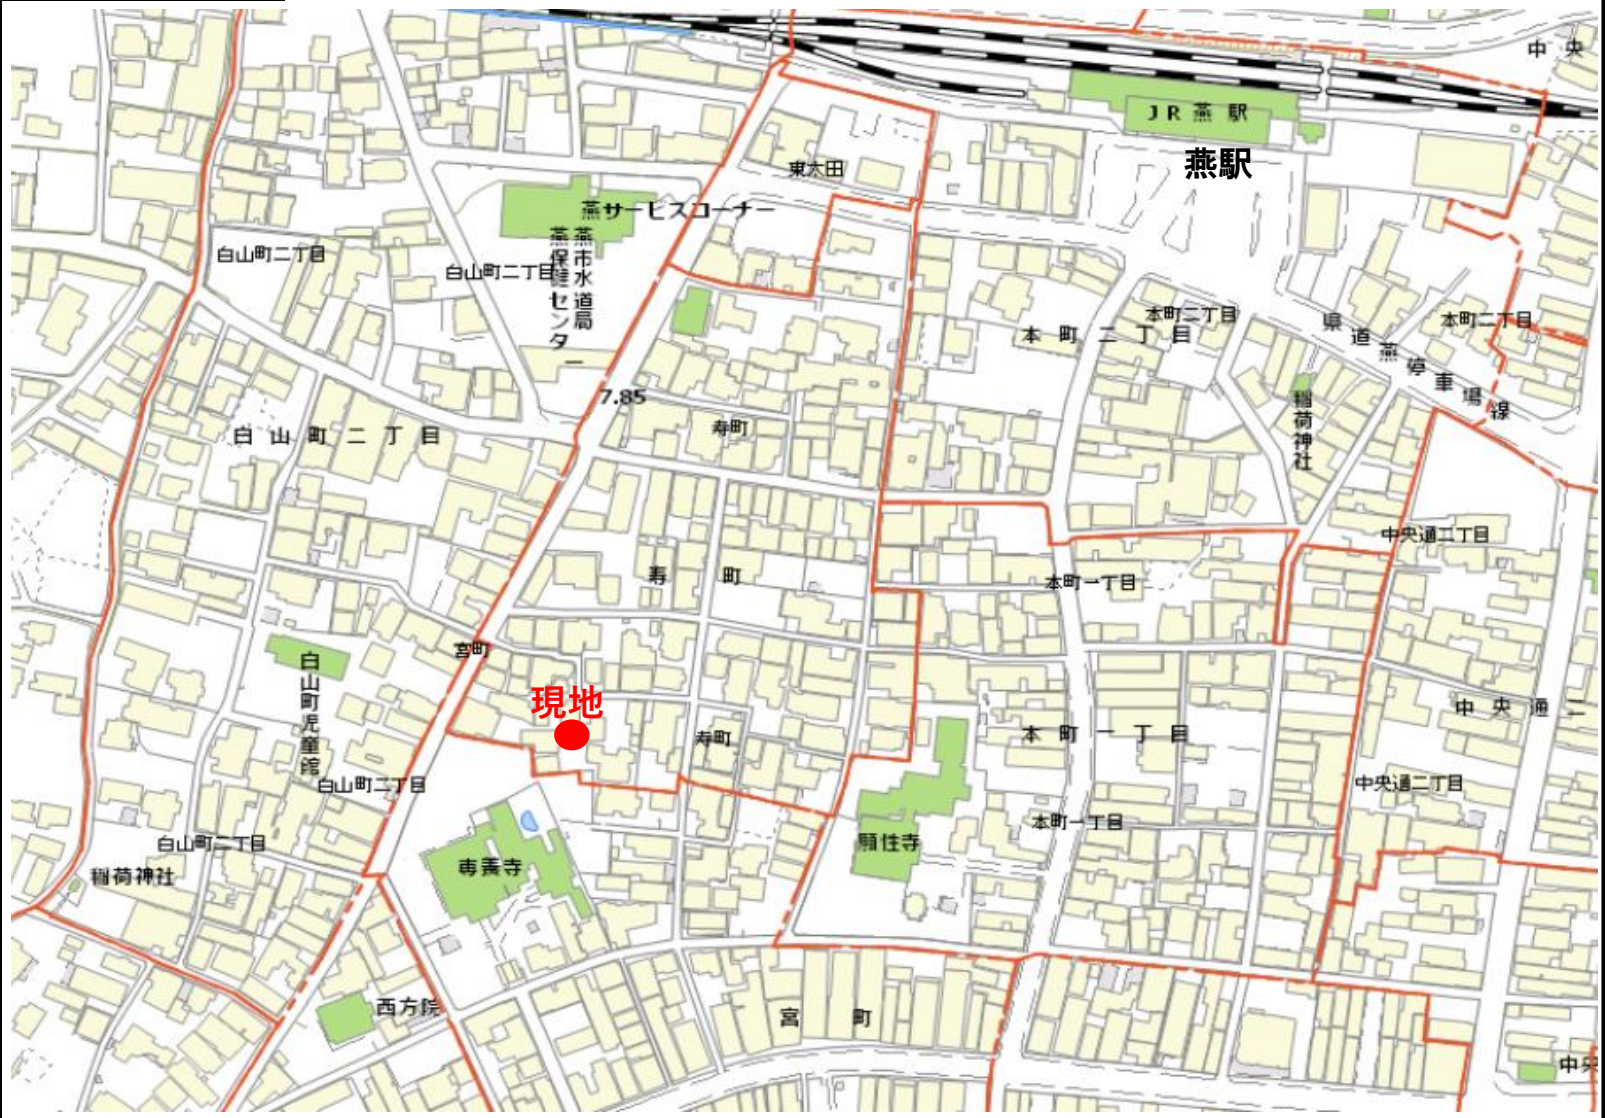 中央
JR燕駅
燕駅
東太田
燕サービスコーナー
燕市水道局
燕保健センター
白山町二丁目
白山町二丁目
本町二丁目
本町二丁目
県道燕停車場線
本町二丁目
7.85
稲荷神社
寿町
白山町二丁目
中央通二丁目
寿町
本町一丁目
宮町
白山町児童館
現地
寿町
本町一丁目
中央通二
白山町二丁目
中央通二丁目
本町一丁目
白山町二丁目
願性寺
専養寺
稲荷神社
西方院
宮町
中央